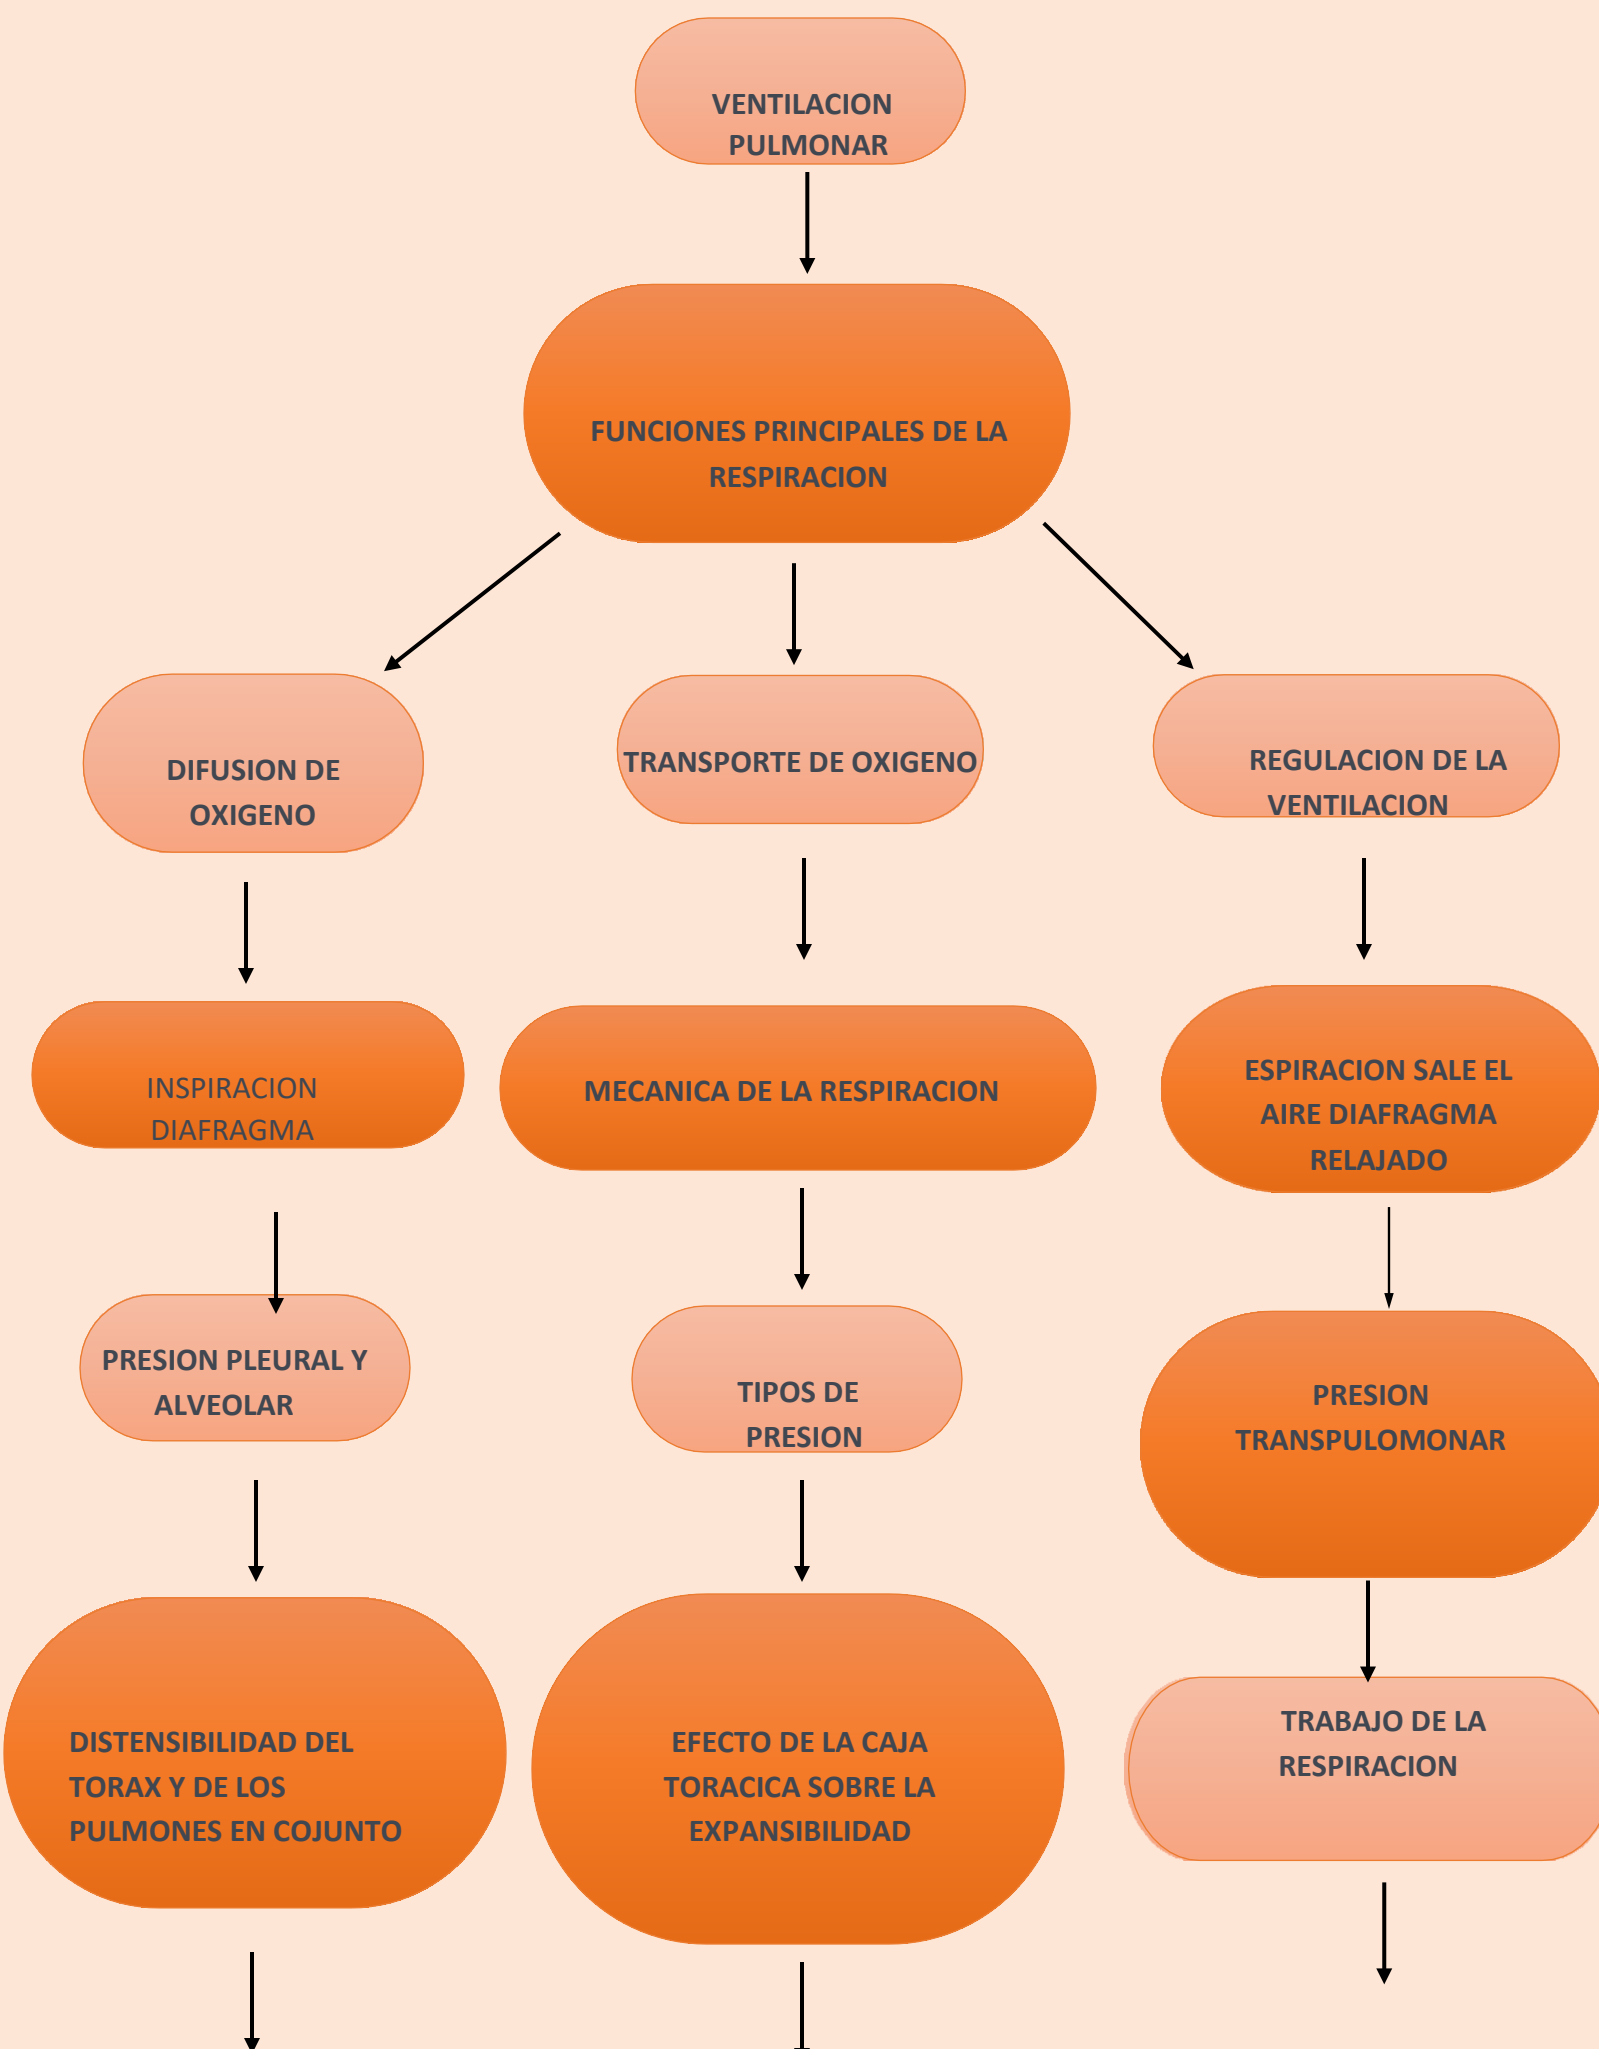 VENTILACION
PULMONAR
FUNCIONES PRINCIPALES DE LA
RESPIRACION
DIFUSION DE
OXIGENO
TRANSPORTE DE OXIGENO
REGULACION DE LA
VENTILACION
INSPIRACION
DIAFRAGMA
MECANICA DE LA RESPIRACION
ESPIRACION SALE EL
AIRE DIAFRAGMA
RELAJADO
PRESION PLEURAL Y
ALVEOLAR
TIPOS DE
PRESION
PRESION
TRANSPULOMONAR
DISTENSIBILIDAD DEL
TORAX Y DE LOS
PULMONES EN COJUNTO
EFECTO DE LA CAJA
TORACICA SOBRE LA
EXPANSIBILIDAD
TRABAJO DE LA
RESPIRACION